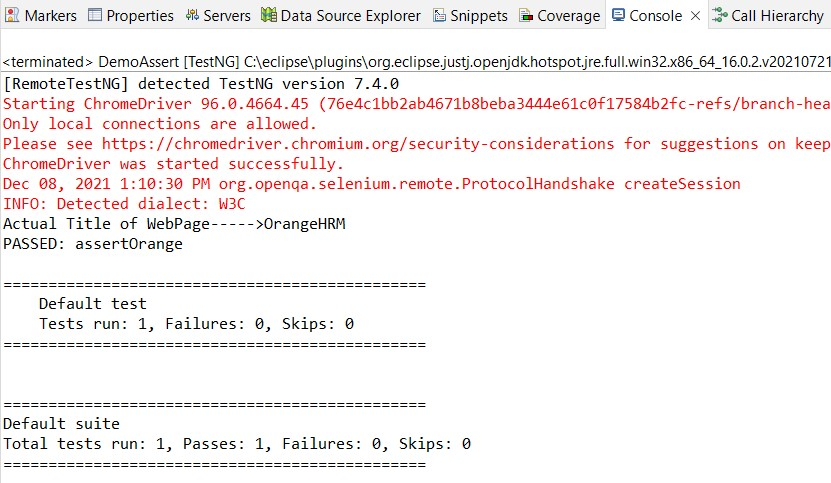 Markers Properties Servers Data Source Explorer Snippets Coverage Console Call Hierarchy
<terminated> DemoAssert [TestNG] C:\eclipse\plugins\org.eclipse.justj.openjdk.hotspot.jre.full.win32.x86_64_16.0.2.v20210721
[RemoteTestNG] detected TestNG version 7.4.0
Starting ChromeDriver 96.0.4664.45 (76e4c1bb2ab4671b8beba3444e61c0f17584b2fc-refs/branch-hea
Only local connections are allowed.
Please see https://chromedriver.chromium.org/security-considerations for suggestions on keep
ChromeDriver was started successfully.
Dec 08, 2021 1:10:30 PM org.openqa.selenium.remote.ProtocolHandshake createSession
INFO: Detected dialect: W3C
Actual Title of WebPage----->OrangeHRM
PASSED: assertOrange
===============================================
Default test
Tests run: 1, Failures: 0, Skips: 0
===============================================
===============================================
Default suite
Total tests run: 1, Passes: 1, Failures: 0, Skips: 0
===============================================